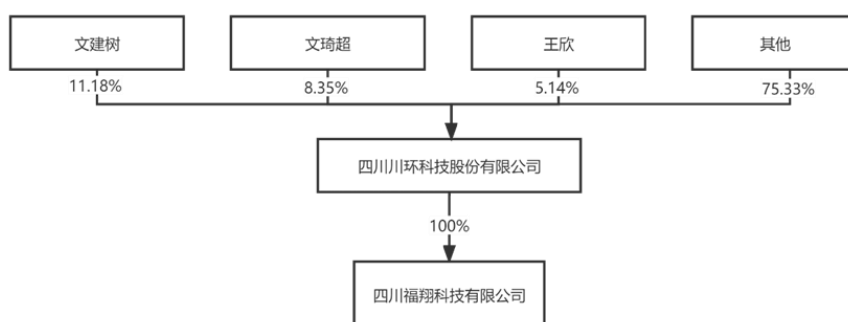 文建树
文琦超
王欣
其他
11.18%
8.35%
5.14%
75.33%
四川川环科技股份有限公司
100%
四川福翔科技有限公司